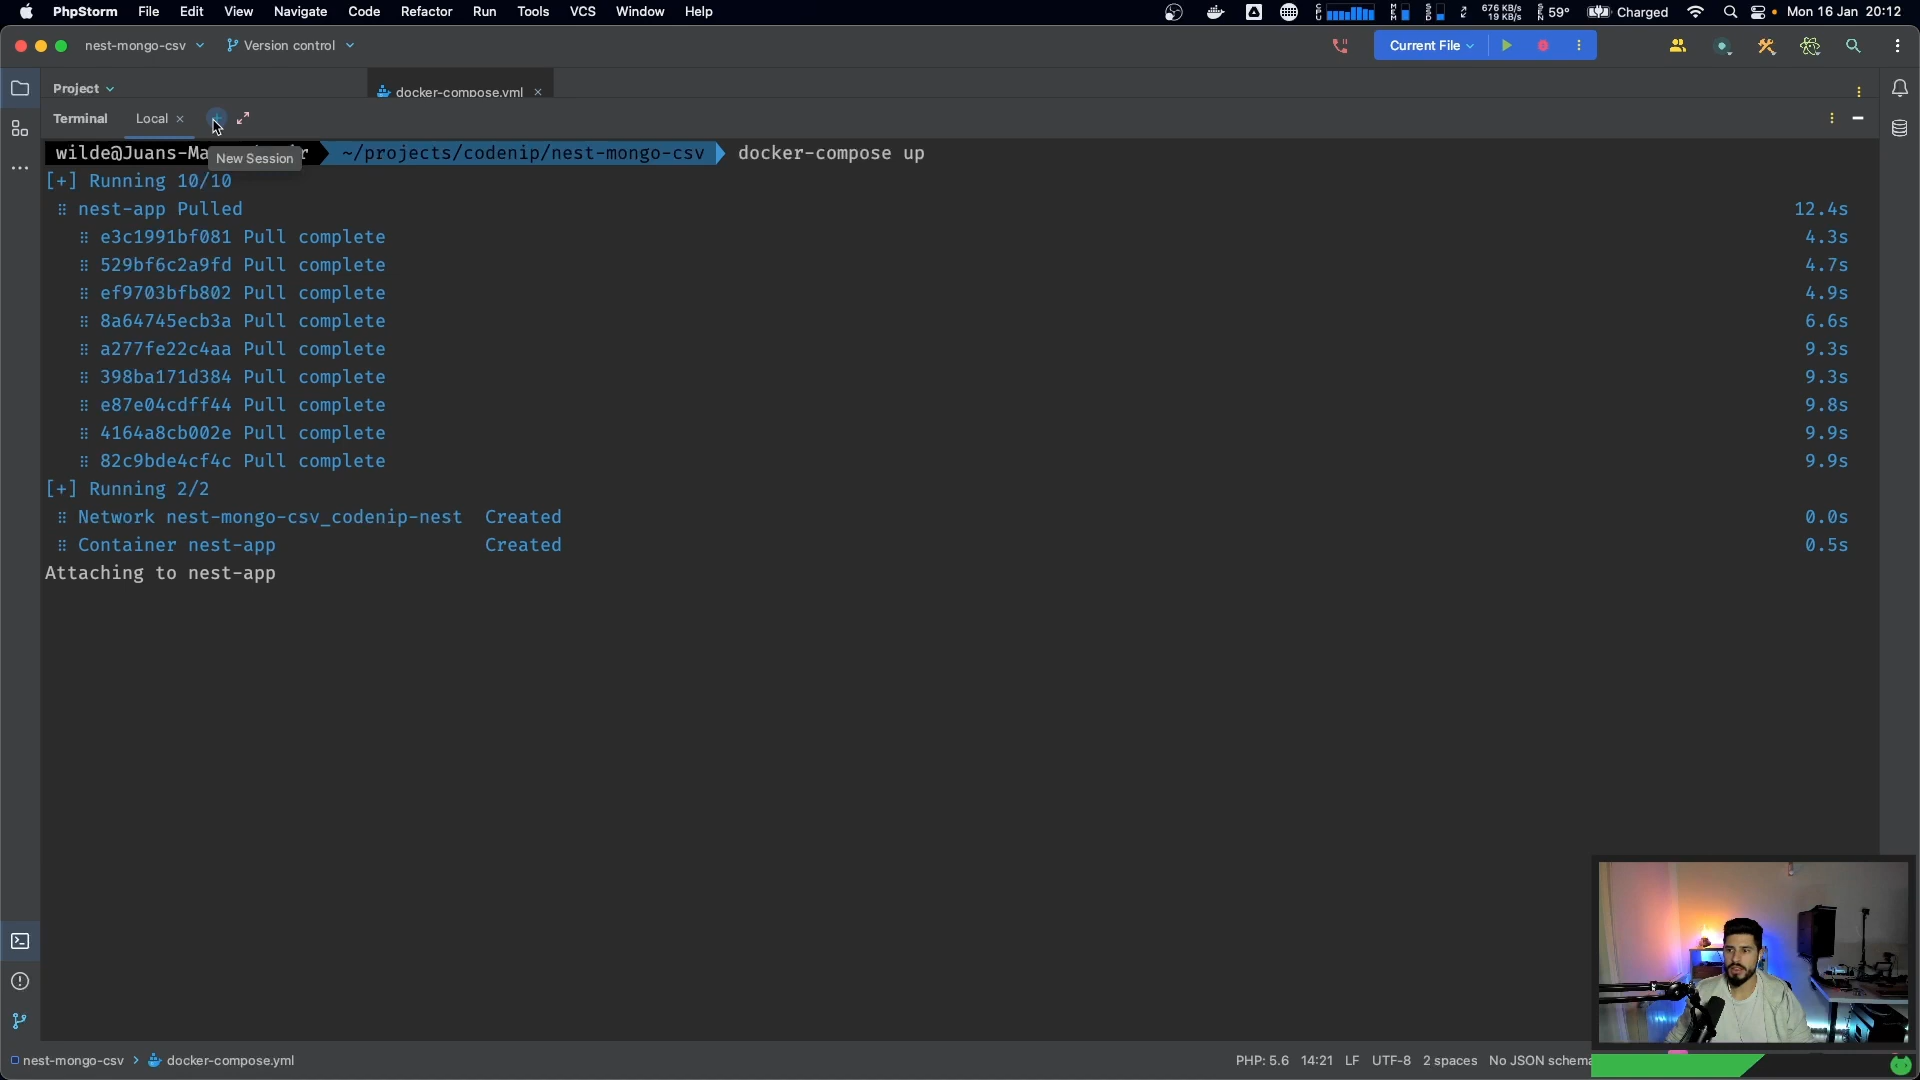 PhpStorm File Edit View Navigate Code Refactor Run Tools VCS Window Help 676 KB/s 19 KB/s 59° Charged Mon 16 Jan 20:12
nest-mongo-csv Version control Current File
Project docker-compose.yml
Terminal Local
wilde@Juans-Ma ~/projects/codenip/nest-mongo-csv docker-compose up
New Session
[+] Running 10/10
nest-app Pulled 12.4s
e3c1991bf081 Pull complete 4.3s
529bf6c2a9fd Pull complete 4.7s
ef9703bfb802 Pull complete 4.9s
8a64745ecb3a Pull complete 6.6s
a277fe22c4aa Pull complete 9.3s
398ba171d384 Pull complete 9.3s
e87e04cdff44 Pull complete 9.8s
4164a8cb002e Pull complete 9.9s
82c9bde4cf4c Pull complete 9.9s
[+] Running 2/2
Network nest-mongo-csv_codenip-nest Created 0.0s
Container nest-app Created 0.5s
Attaching to nest-app
nest-mongo-csv docker-compose.yml PHP: 5.6 14:21 LF UTF-8 2 spaces No JSON schema